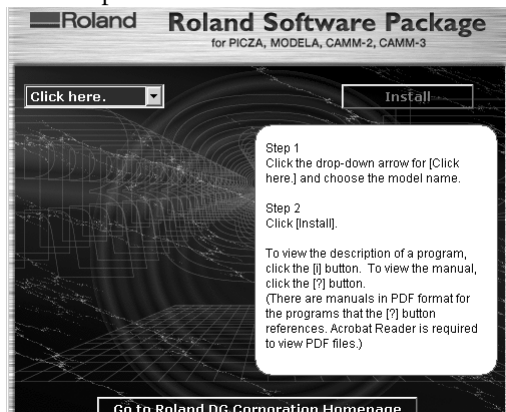 Roland
Roland Software Package
for PICZA, MODELA, CAMM-2, CAMM-3
Click here.
Install
Step 1
Click the drop-down arrow for [Click
here.] and choose the model name.
Step 2
Click [Install].
To view the description of a program,
click the [i] button. To view the manual,
click the [?] button.
(There are manuals in PDF format for
the programs that the [?] button
references. Acrobat Reader is required
to view PDF files.)
Go to Roland DG Corporation Homepage